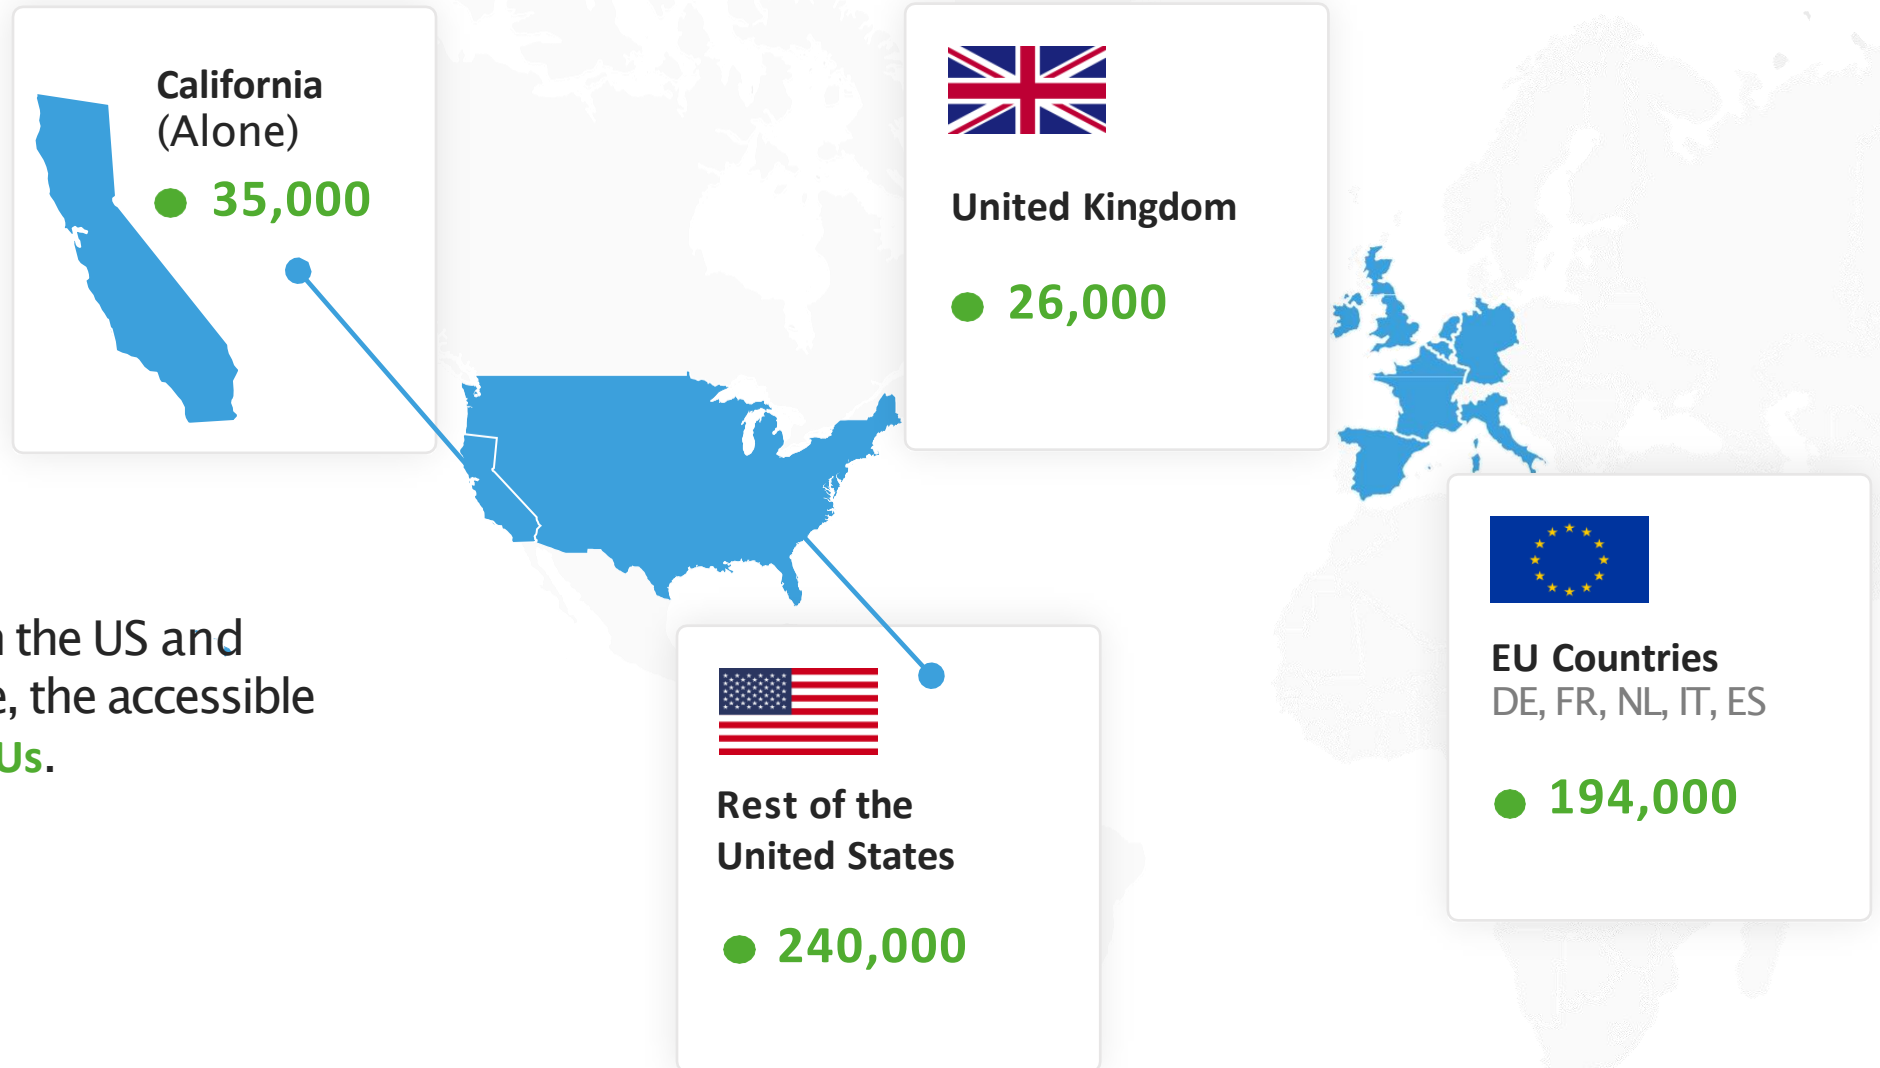 California
(Alone)
35,000
United Kingdom
26,000
the US and
, the accessible
Us.
Rest of the
United States
240,000
EU Countries
DE, FR, NL, IT, ES
194,000